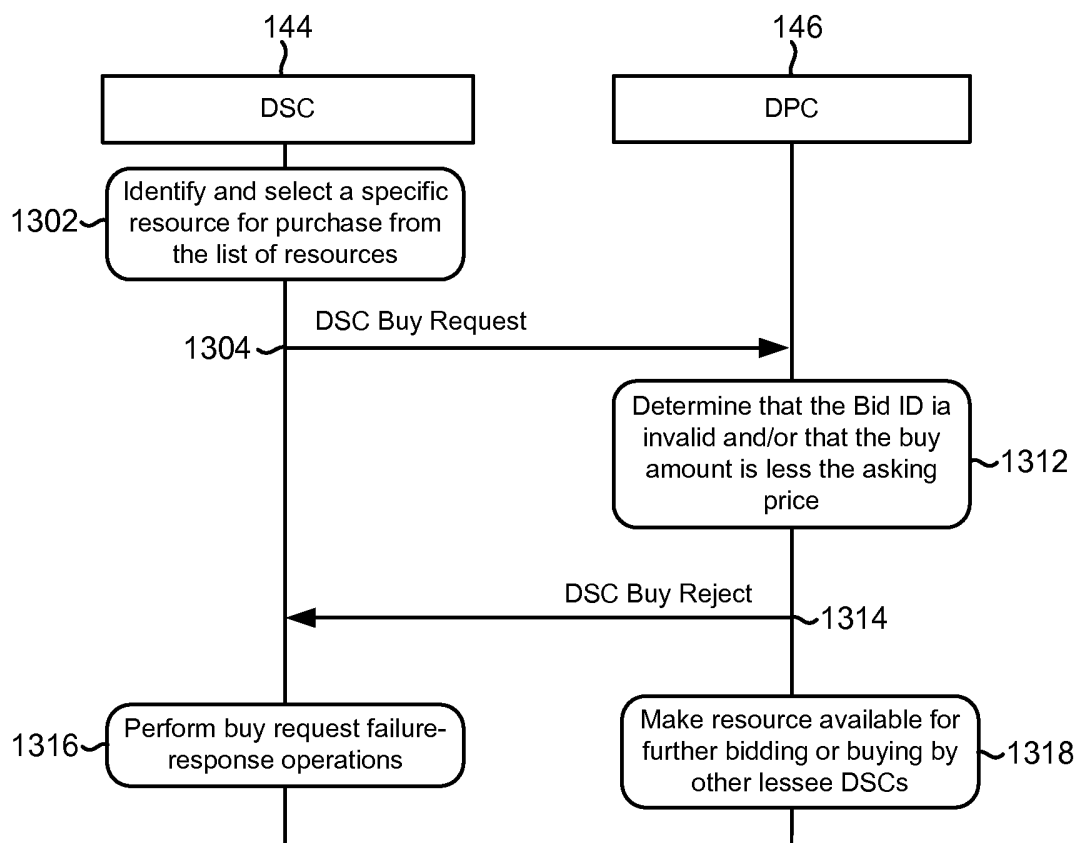 144
146
DSC
DPC
Identify and select a specific
resource for purchase from
the list of resources
1302
DSC Buy Request
1304
Determine that the Bid ID ia
invalid and/or that the buy
amount is less the asking
price
1312
DSC Buy Reject
1314
Perform buy request failure-
response operations
1316
Make resource available for
further bidding or buying by
other lessee DSCs
1318